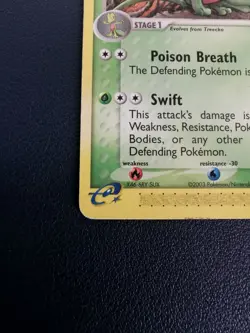 STAGE 1
Evolves from Treecko
Poison Breath
The Defending Pokémon is
Swift
This attack's damage is
Weakness, Resistance, Pok
Bodies, or any other
Defending Pokémon.
weakness
resistance -30
©2003 Pokémon/Ninten
e